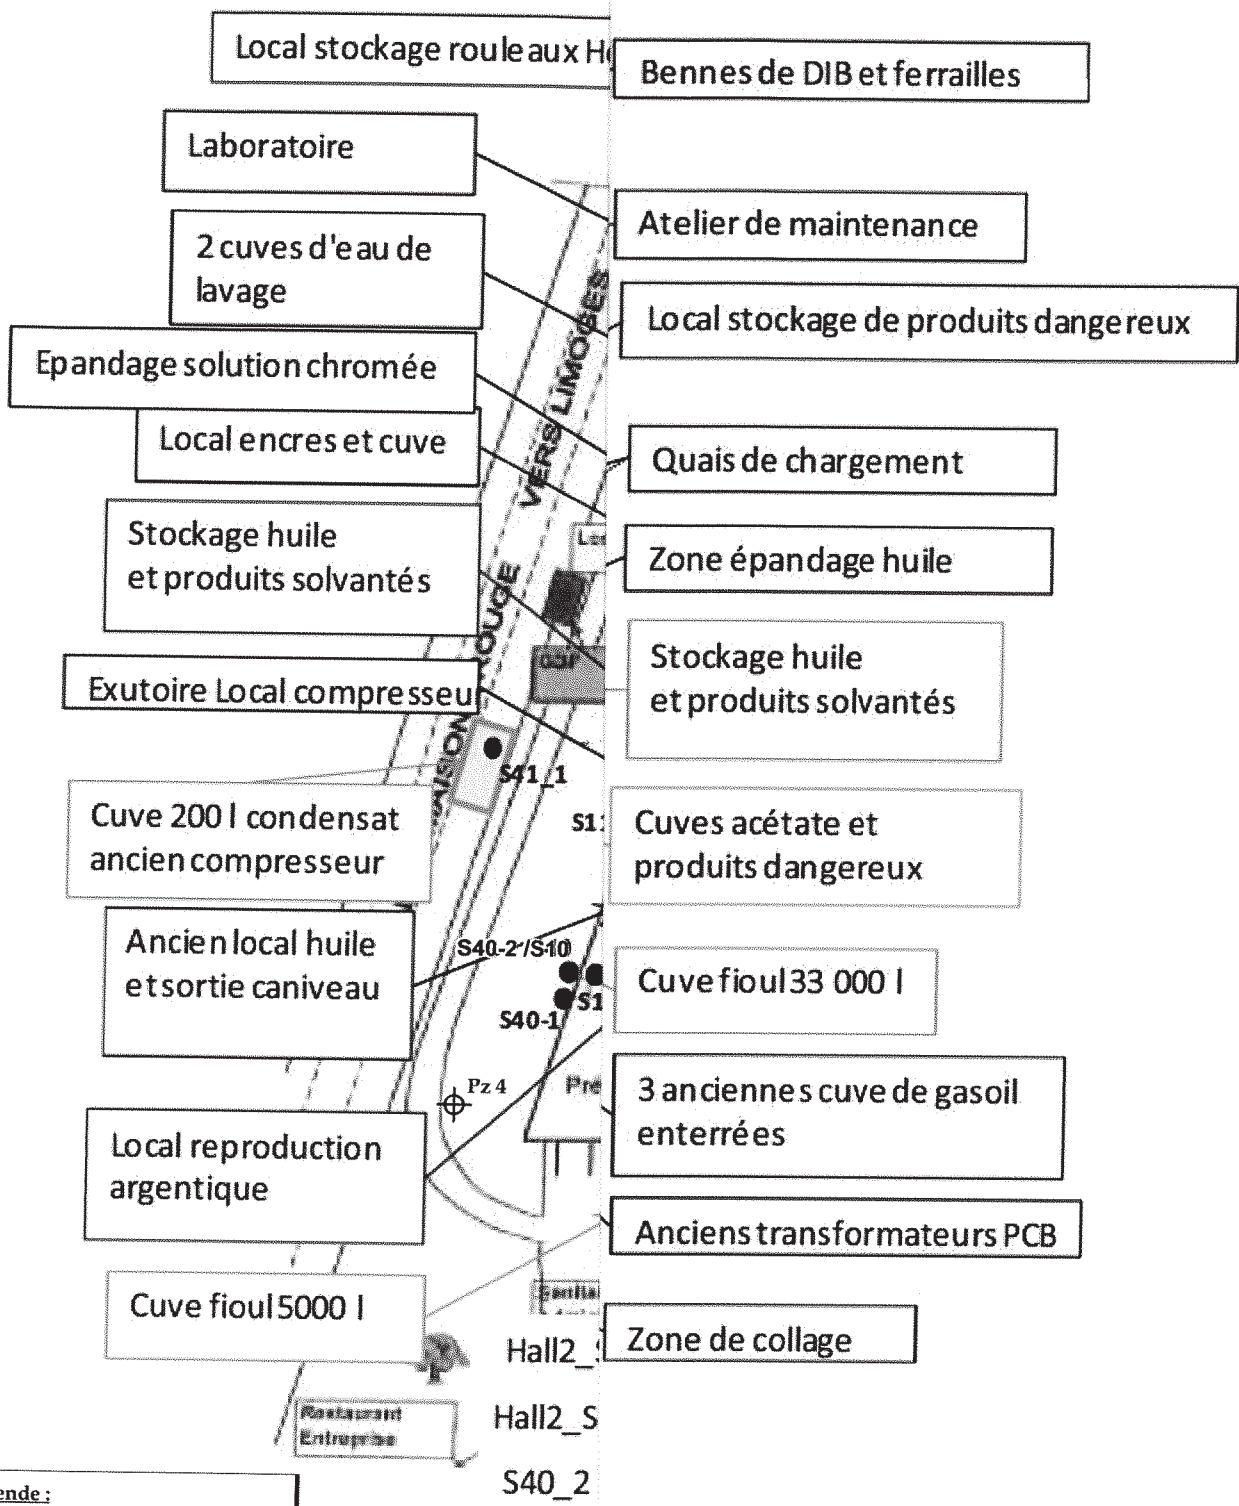 Local stockage rouleaux H
Bennes de DIB et ferrailles
Laboratoire
Atelier de maintenance
2 cuves d'eau de
lavage
Local stockage de produits dangereux
Epandage solution chromée
Local encres et cuve
Quais de chargement
VERS LIMOGES
Stockage huile
et produits solvantés
Zone épandage huile
Stockage huile
et produits solvantés
Exutoire Local compresseu
ROUGE
S41_1
Cuve 200 l condensat
ancien compresseur
S11
Cuves acétate et
produits dangereux
Ancien local huile
et sortie caniveau
S40-2 /S10
S1
S40-1
Cuve fioul 33 000 l
Pz 4
Pre
3 anciennes cuve de gasoil
enterrées
Local reproduction
argentique
Anciens transformateurs PCB
Cuve fioul 5000 l
Sanita
Zone de collage
Hall2_S
Hall2_S
Restaurant
Entreprise
S40_2
ende :